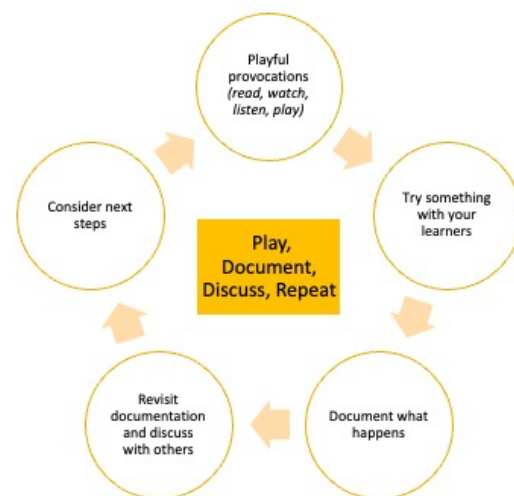 Playful
provocations
(read, watch,
listen, play)
Try something
with your
learners
Document what
happens
Revisit
documentation
and discuss
with others
Consider next
steps
Play,
Document,
Discuss, Repeat